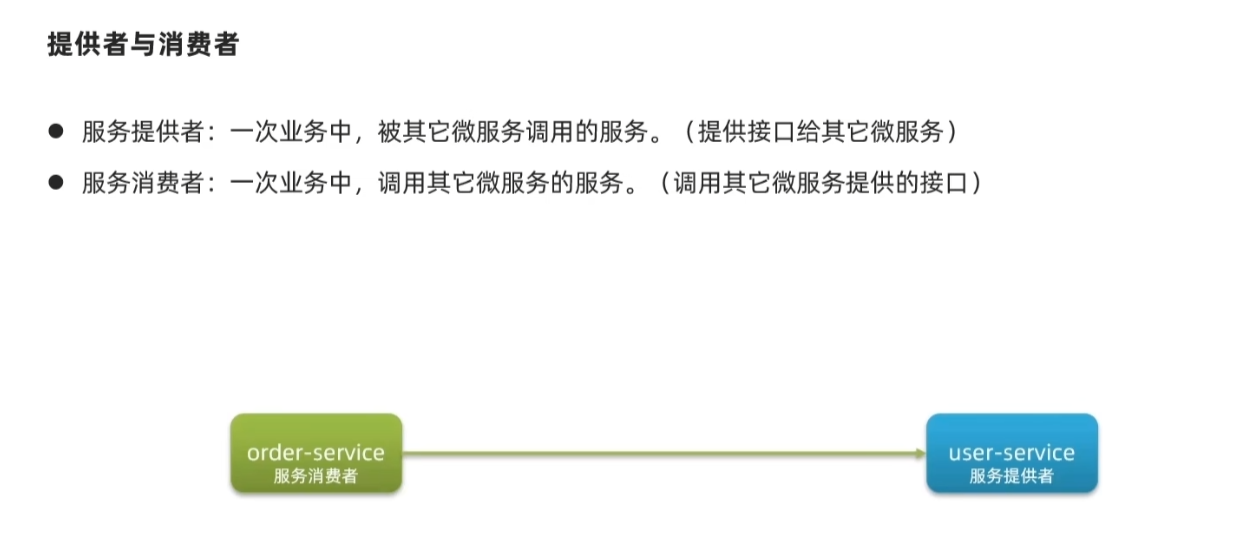 提供者与消费者
● 服务提供者：一次业务中，被其它微服务调用的服务。（提供接口给其它微服务）
● 服务消费者：一次业务中，调用其它微服务的服务。（调用其它微服务提供的接口）
order-service
服务消费者
user-service
服务提供者